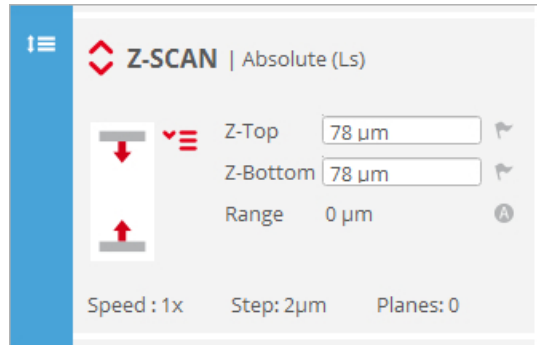 Z-SCAN | Absolute (Ls)
Z-Top 78 µm
Z-Bottom 78 µm
Range 0 µm A
Speed : 1x Step: 2µm Planes: 0